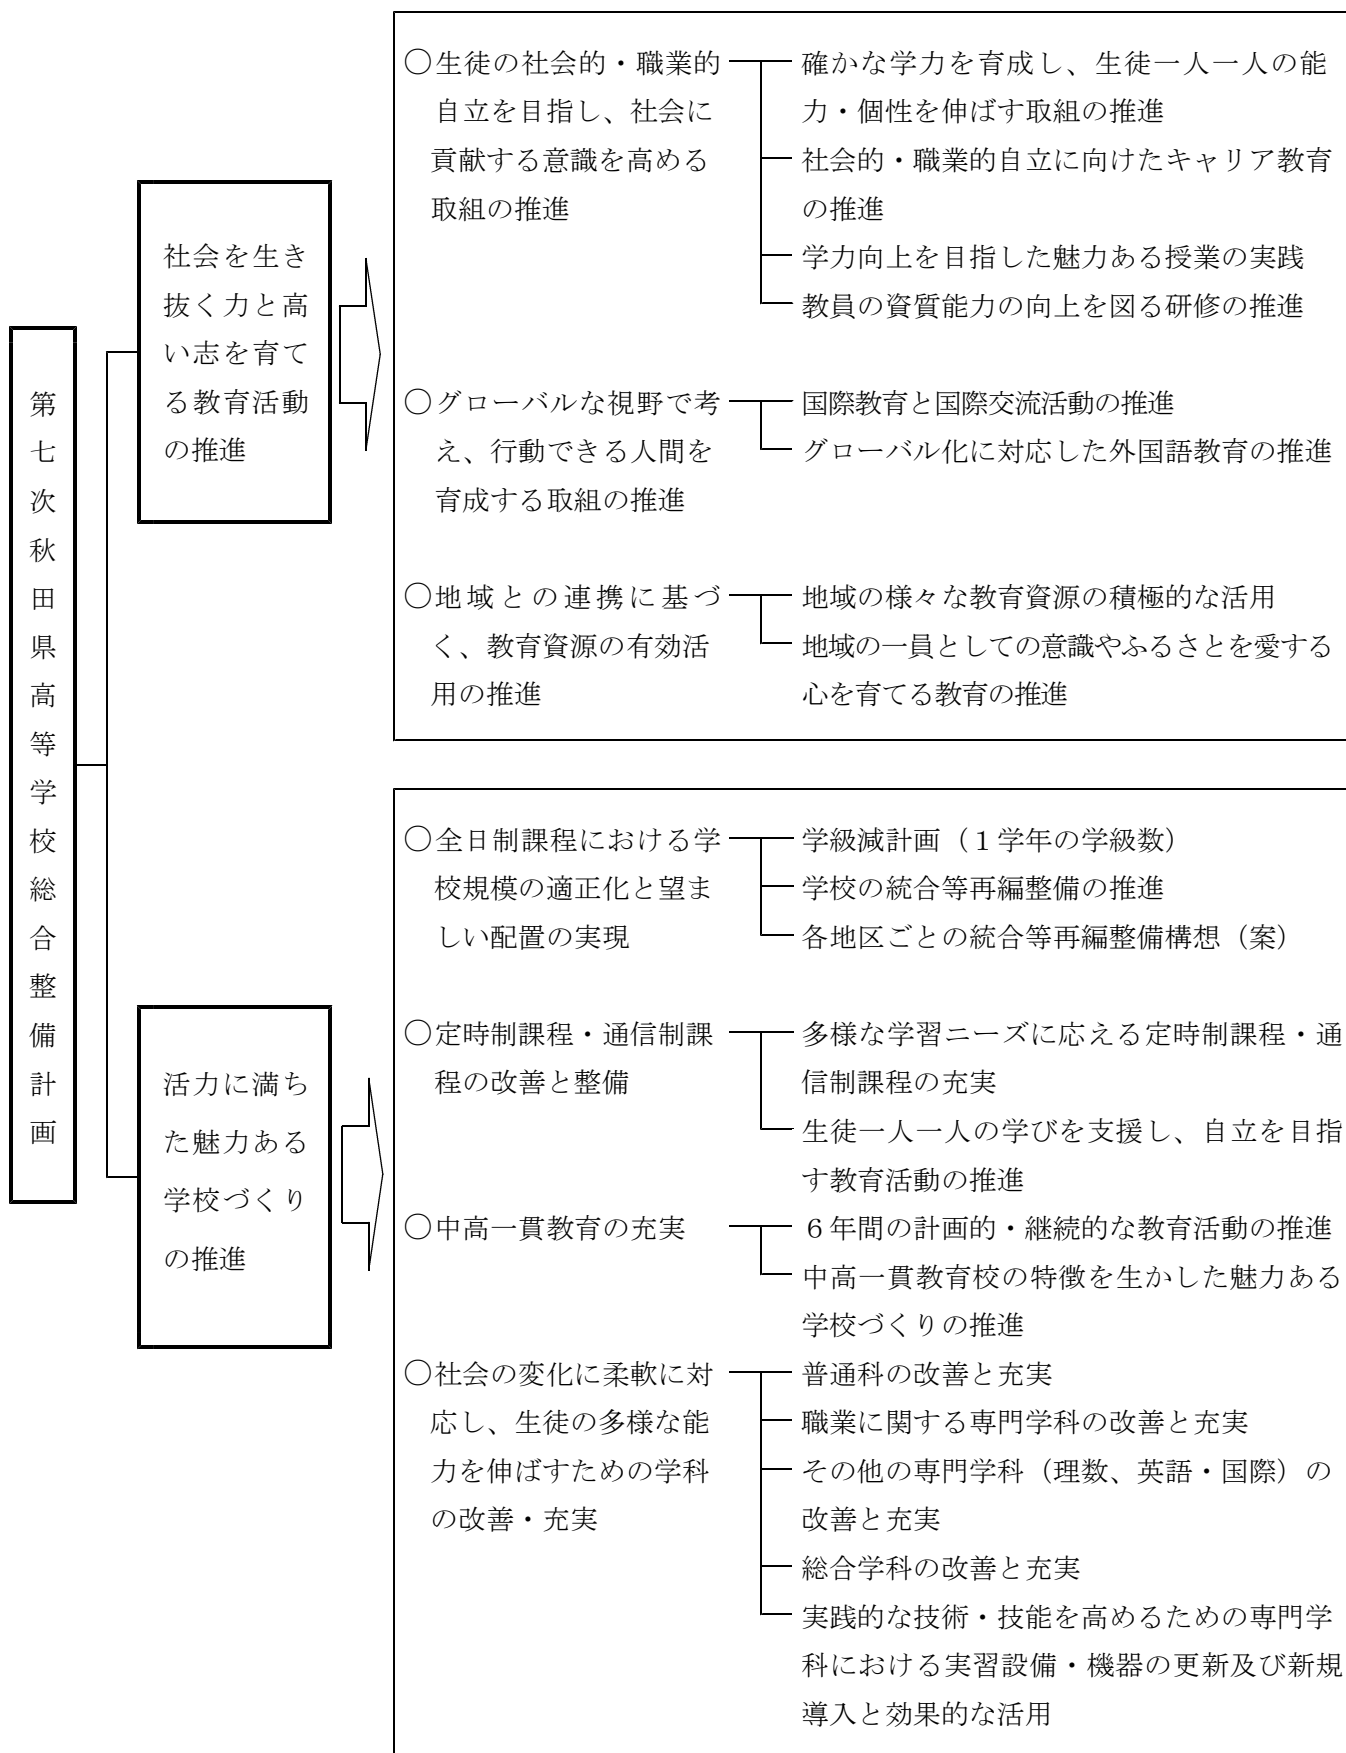 第七次秋田県高等学校総合整備計画
社会を生き
抜く力と高
い志を育て
る教育活動
の推進
○生徒の社会的・職業的
自立を目指し、社会に
貢献する意識を高める
取組の推進
確かな学力を育成し、生徒一人一人の能
力・個性を伸ばす取組の推進
社会的・職業的自立に向けたキャリア教育
の推進
学力向上を目指した魅力ある授業の実践
教員の資質能力の向上を図る研修の推進
○グローバルな視野で考
え、行動できる人間を
育成する取組の推進
国際教育と国際交流活動の推進
グローバル化に対応した外国語教育の推進
○地域との連携に基づ
く、教育資源の有効活
用の推進
地域の様々な教育資源の積極的な活用
地域の一員としての意識やふるさとを愛する
心を育てる教育の推進
活力に満ち
た魅力ある
学校づくり
の推進
○全日制課程における学
校規模の適正化と望ま
しい配置の実現
学級減計画（１学年の学級数）
学校の統合等再編整備の推進
各地区ごとの統合等再編整備構想（案）
○定時制課程・通信制課
程の改善と整備
多様な学習ニーズに応える定時制課程・通
信制課程の充実
生徒一人一人の学びを支援し、自立を目指
す教育活動の推進
○中高一貫教育の充実
６年間の計画的・継続的な教育活動の推進
中高一貫教育校の特徴を生かした魅力ある
学校づくりの推進
○社会の変化に柔軟に対
応し、生徒の多様な能
力を伸ばすための学科
の改善・充実
普通科の改善と充実
職業に関する専門学科の改善と充実
その他の専門学科（理数、英語・国際）の
改善と充実
総合学科の改善と充実
実践的な技術・技能を高めるための専門学
科における実習設備・機器の更新及び新規
導入と効果的な活用